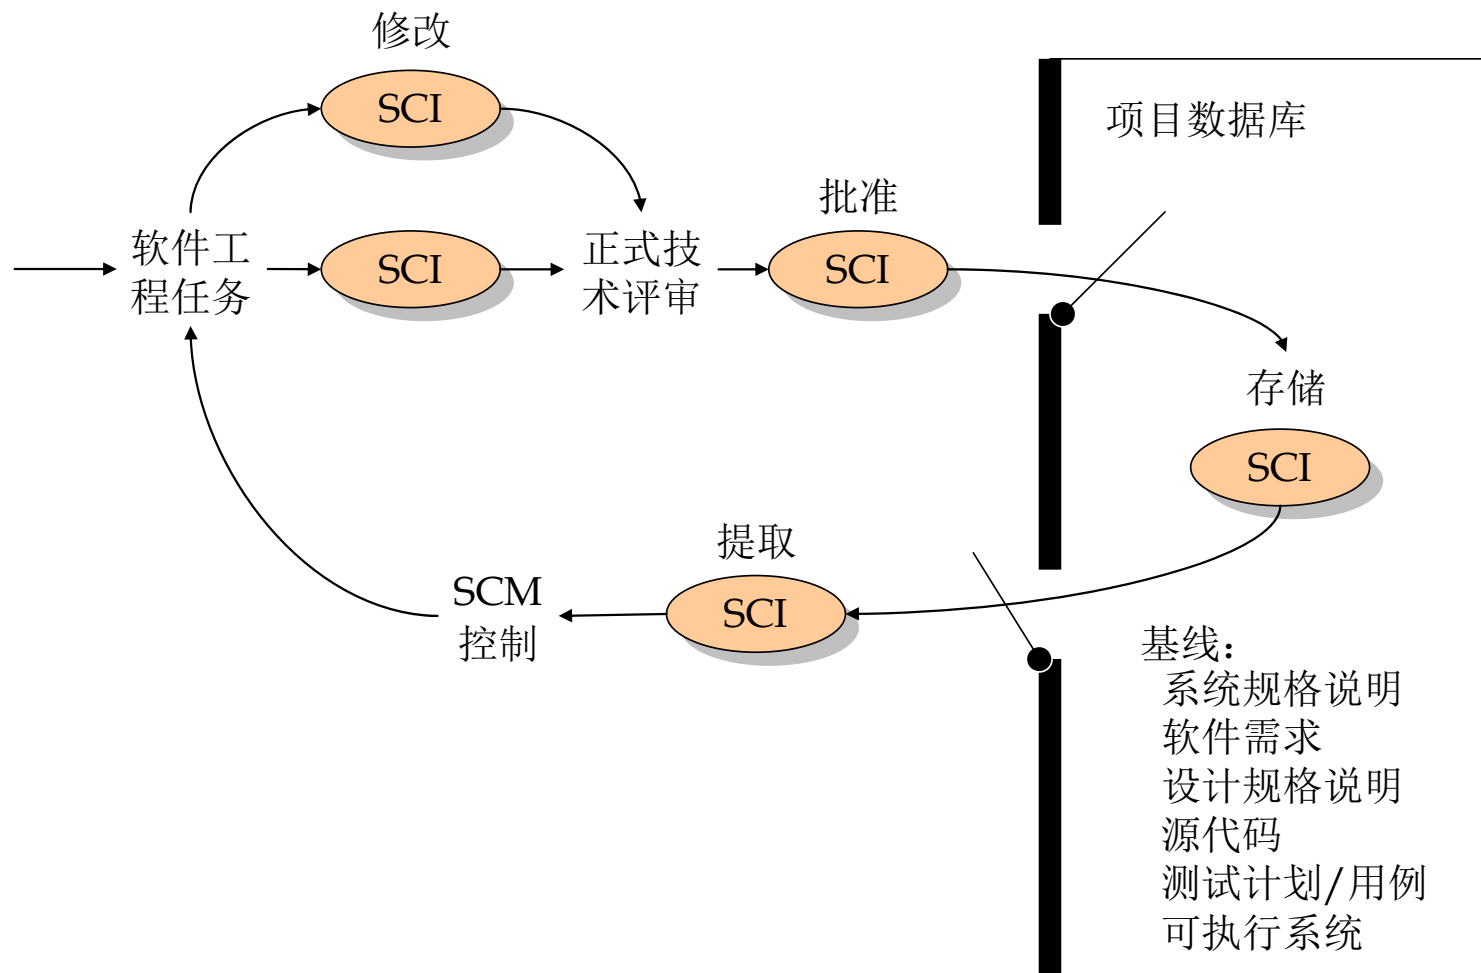 修改
SCI
项目数据库
批准
软件工
程任务
SCI
正式技
术评审
SCI
存储
SCI
提取
SCI
SCM
控制
基线：
系统规格说明
软件需求
设计规格说明
源代码
测试计划/用例
可执行系统